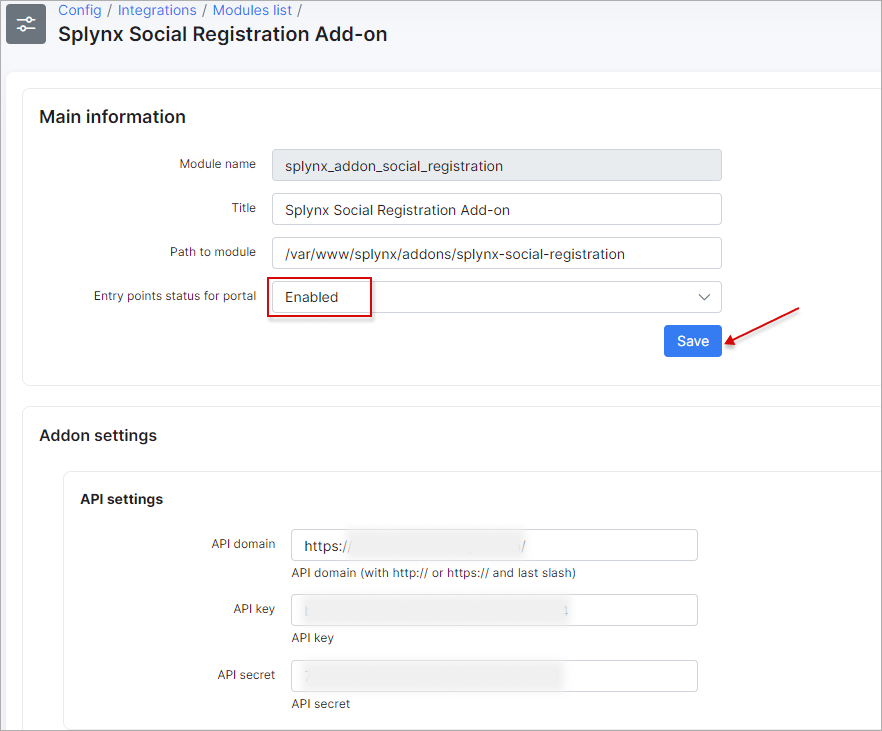 Config / Integrations / Modules list /
Splynx Social Registration Add-on
Main information
Module name
splynx_addon_social_registration
Title
Splynx Social Registration Add-on
Path to module
/var/www/splynx/addons/splynx-social-registration
Entry points status for portal
Enabled
Save
Addon settings
API settings
API domain
https:// /
API domain (with http:// or https:// and last slash)
API key
API key
API secret
API secret